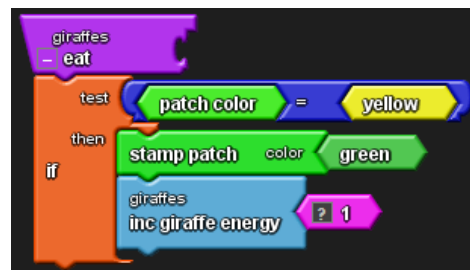 giraffes
– eat
test patch color = yellow
then
if
stamp patch color green
giraffes
inc giraffe energy ? 1